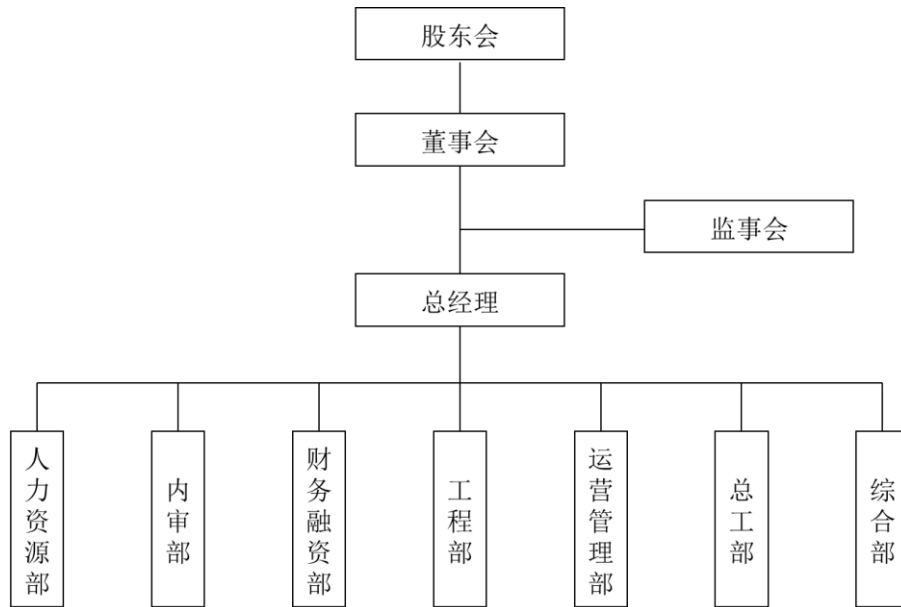 股东会
董事会
监事会
总经理
人力资源部
内审部
财务融资部
工程部
运营管理部
总工部
综合部